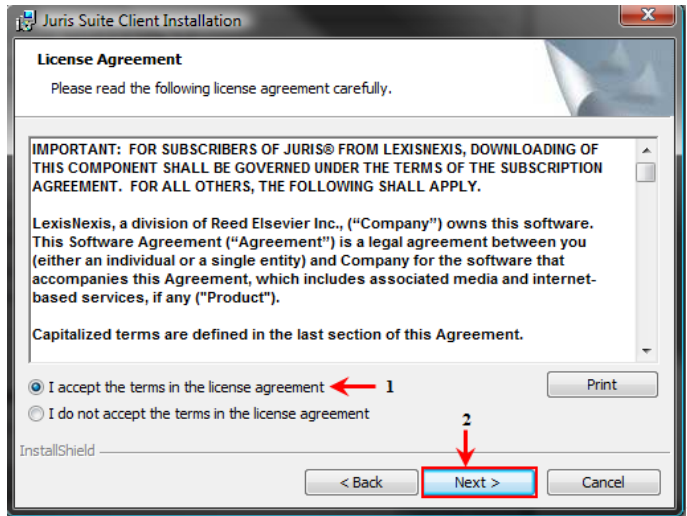 Juris Suite Client Installation
License Agreement
Please read the following license agreement carefully.
IMPORTANT: FOR SUBSCRIBERS OF JURIS® FROM LEXISNEXIS, DOWNLOADING OF
THIS COMPONENT SHALL BE GOVERNED UNDER THE TERMS OF THE SUBSCRIPTION
AGREEMENT. FOR ALL OTHERS, THE FOLLOWING SHALL APPLY.
LexisNexis, a division of Reed Elsevier Inc., (“Company”) owns this software.
This Software Agreement (“Agreement”) is a legal agreement between you
(either an individual or a single entity) and Company for the software that
accompanies this Agreement, which includes associated media and internet-
based services, if any ("Product").
Capitalized terms are defined in the last section of this Agreement.
I accept the terms in the license agreement 1 Print
I do not accept the terms in the license agreement
2
InstallShield
< Back Next > Cancel